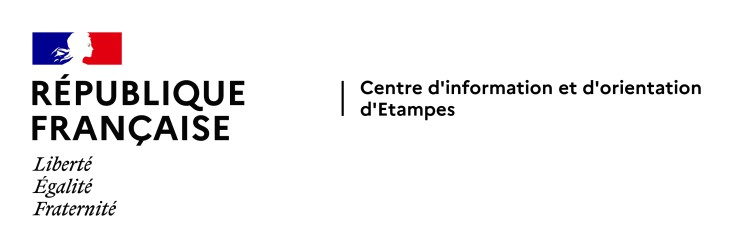 RÉPUBLIQUE
FRANÇAISE
Liberté
Égalité
Fraternité
Centre d'information et d'orientation
d'Etampes